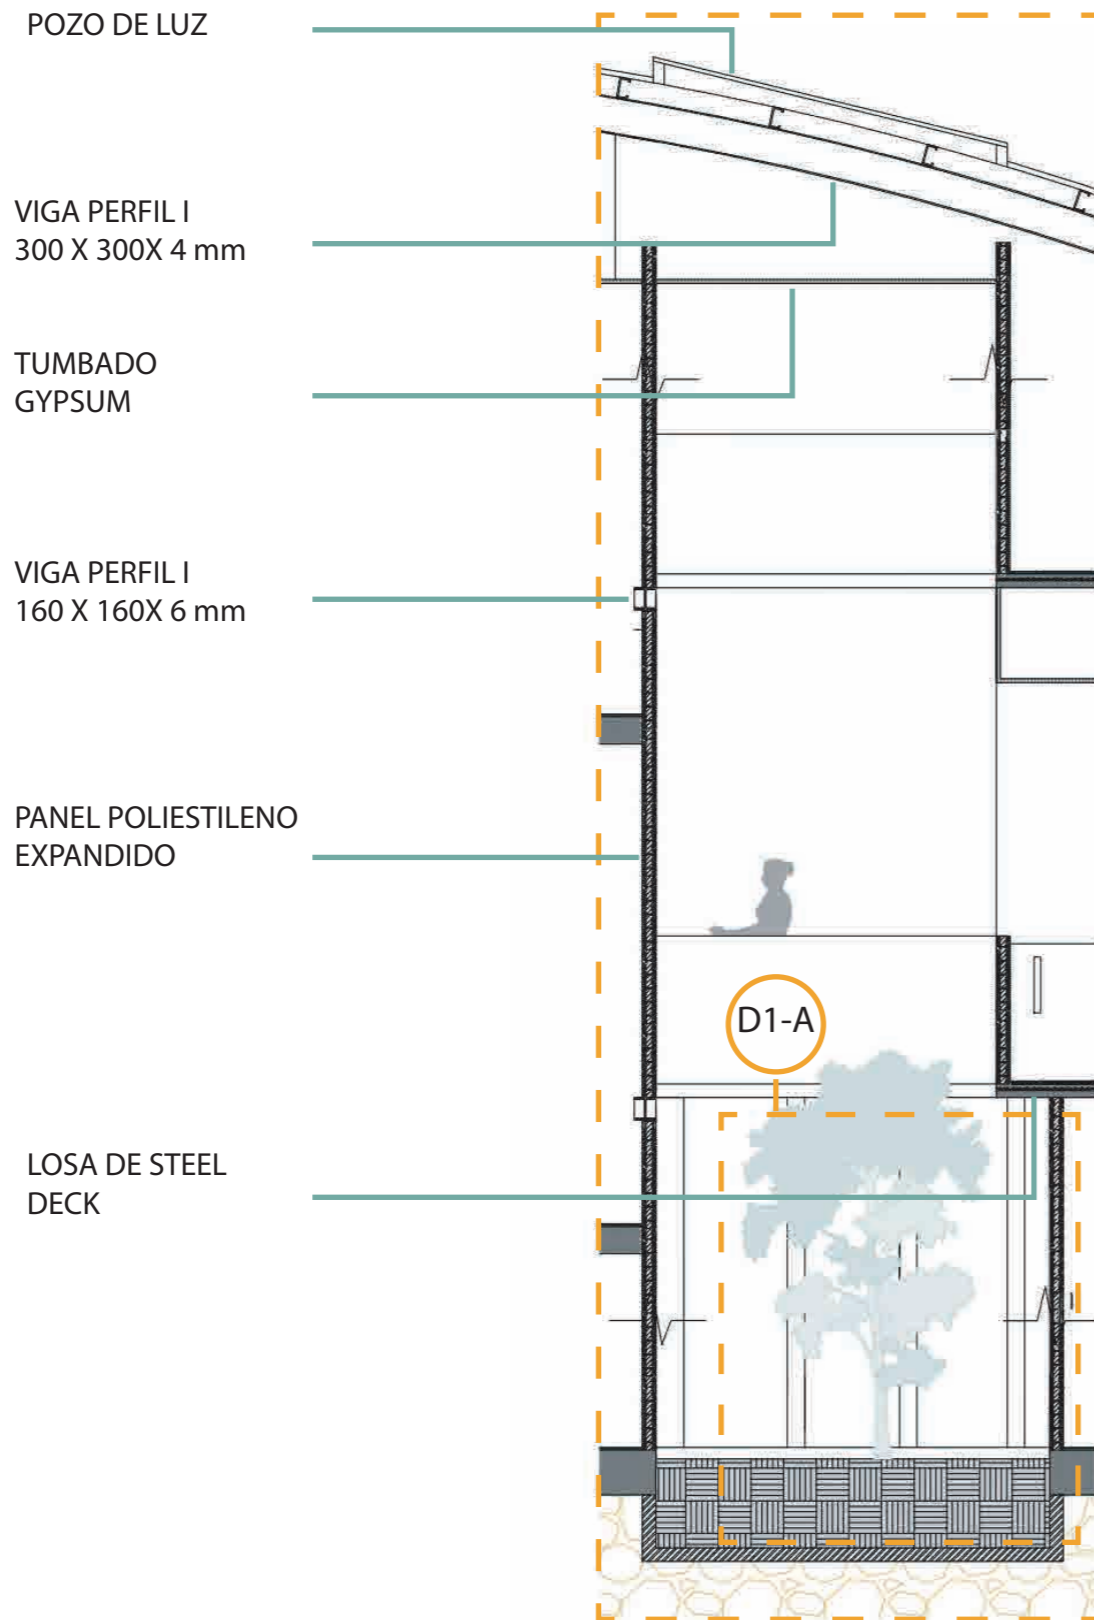 POZO DE LUZ
VIGA PERFIL I
300 X 300X 4 mm
TUMBADO
GYPSUM
VIGA PERFIL I
160 X 160X 6 mm
PANEL POLIESTILENO
EXPANDIDO
D1-A
LOSA DE STEEL
DECK